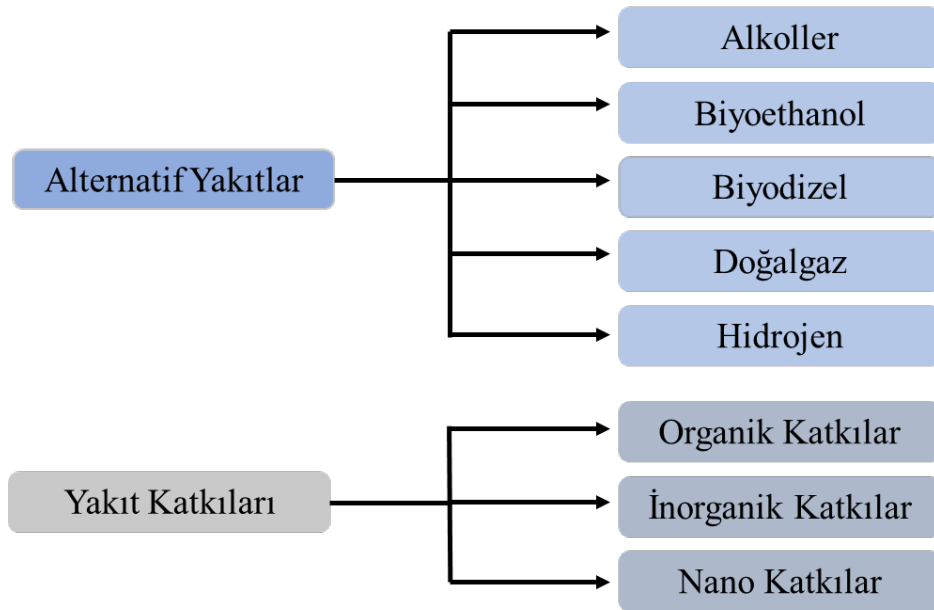 Alternatif Yakıtlar
Alkoller
Biyoethanol
Biyodizel
Doğalgaz
Hidrojen
Yakıt Katkıları
Organik Katkılar
İnorganik Katkılar
Nano Katkılar